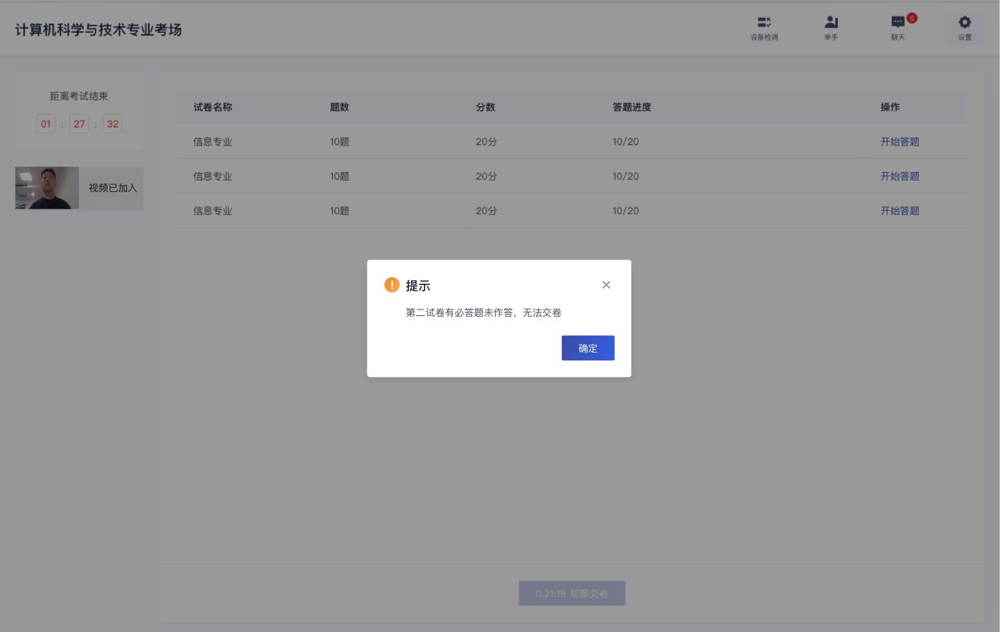 计算机科学与技术专业考场
设备检测
举手
5
聊天
设置
距离考试结束
01 : 27 : 32
视频已加入
试卷名称 题数 分数 答题进度 操作
信息专业 10题 20分 10/20 开始答题
信息专业 10题 20分 10/20 开始答题
信息专业 10题 20分 10/20 开始答题
提示
第二试卷有必答题未作答，无法交卷
确定
0:21:18 我要交卷